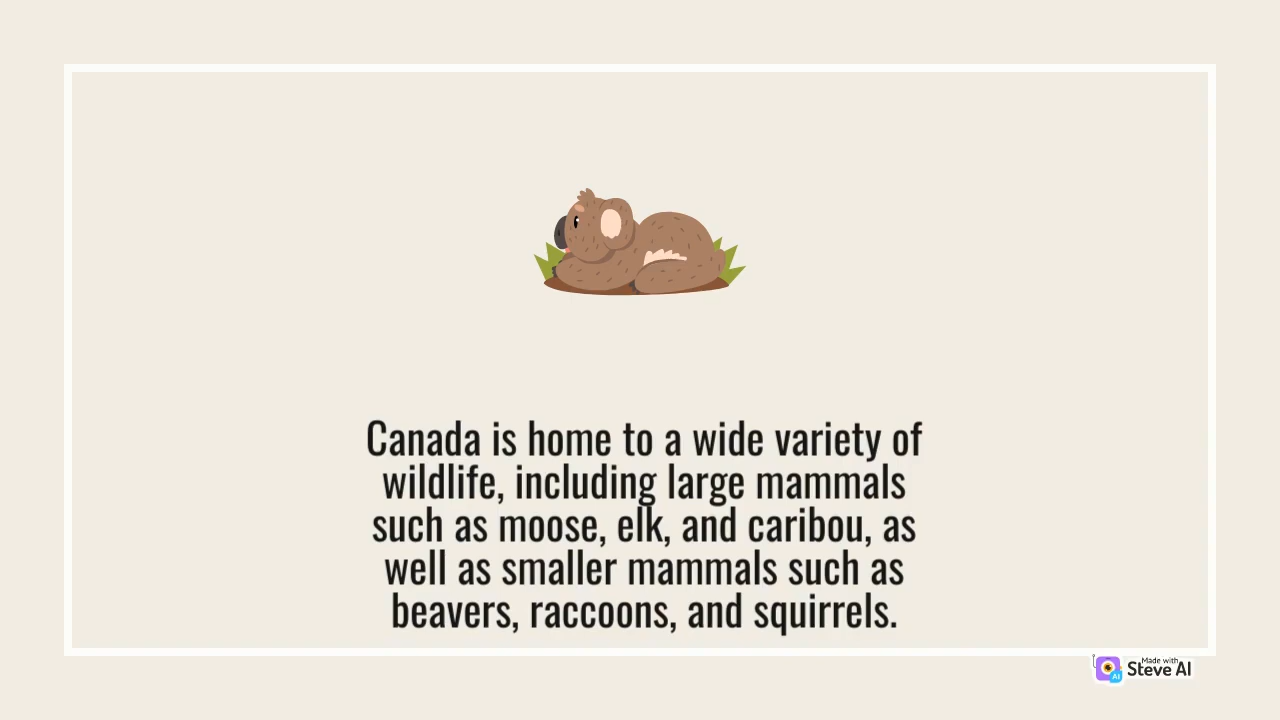 Canada is home to a wide variety of
wildlife, including large mammals
such as moose, elk, and caribou, as
well as smaller mammals such as
beavers, raccoons, and squirrels.
Made with
Steve AI
AI